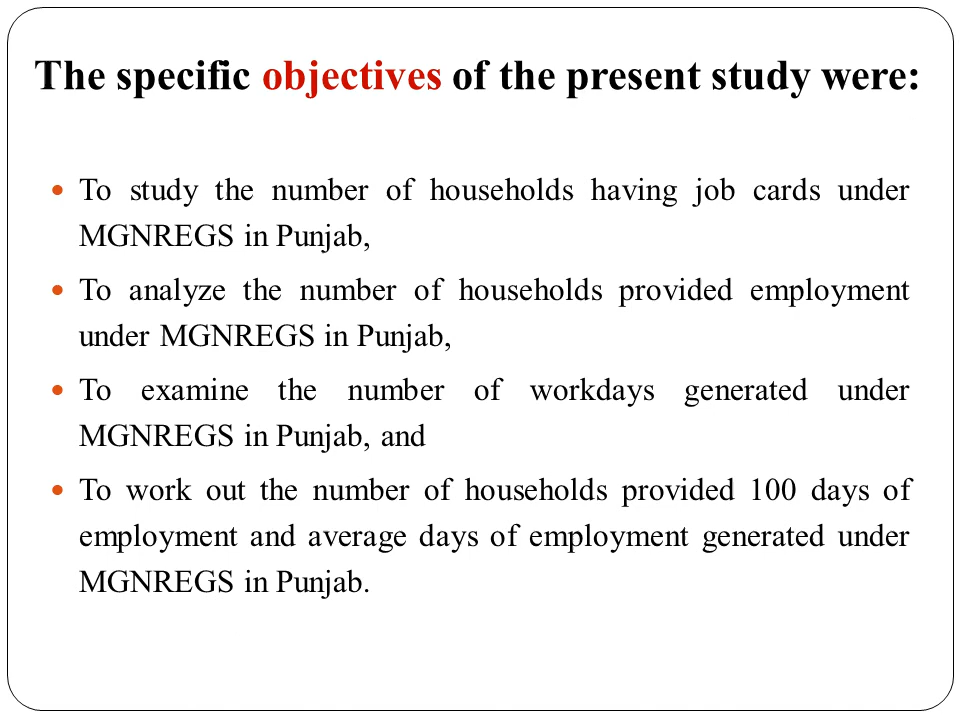 The specific objectives of the present study were:
• To study the number of households having job cards under
MGNREGS in Punjab,
• To analyze the number of households provided employment
under MGNREGS in Punjab,
• To examine the number of workdays generated under
MGNREGS in Punjab, and
• To work out the number of households provided 100 days of
employment and average days of employment generated under
MGNREGS in Punjab.